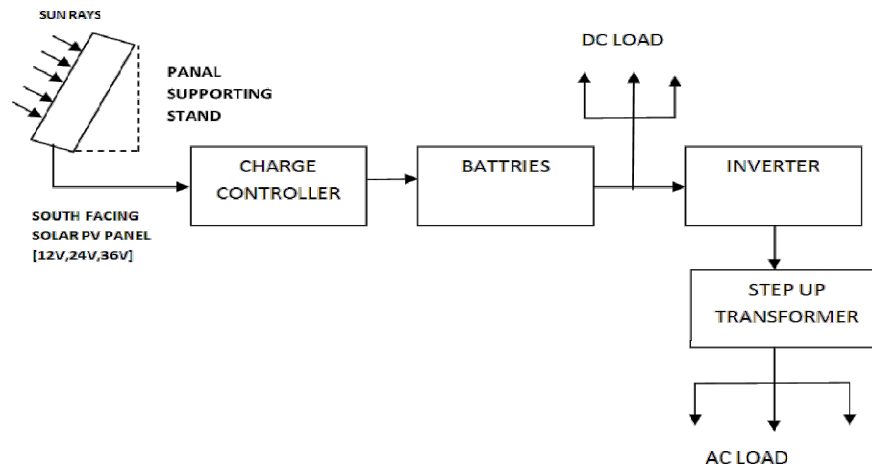 SUN RAYS
DC LOAD
PANAL
SUPPORTING
STAND
CHARGE
CONTROLLER
BATTRIES
INVERTER
SOUTH FACING
SOLAR PV PANEL
[12V,24V,36V]
STEP UP
TRANSFORMER
AC LOAD